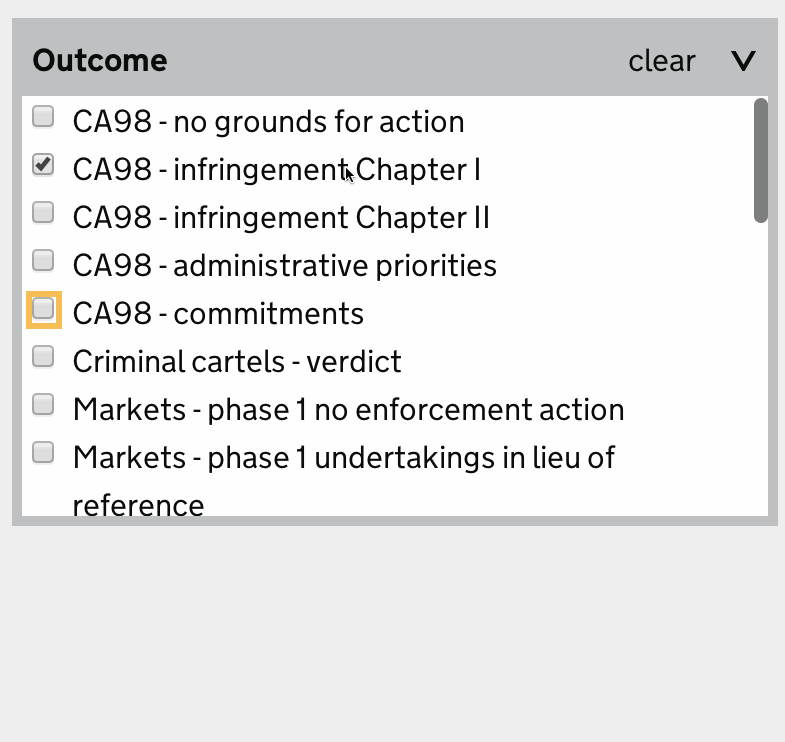 Outcome clear
CA98 - no grounds for action
CA98 - infringement Chapter I
CA98 - infringement Chapter II
CA98 - administrative priorities
CA98 - commitments
Criminal cartels - verdict
Markets - phase 1 no enforcement action
Markets - phase 1 undertakings in lieu of
reference